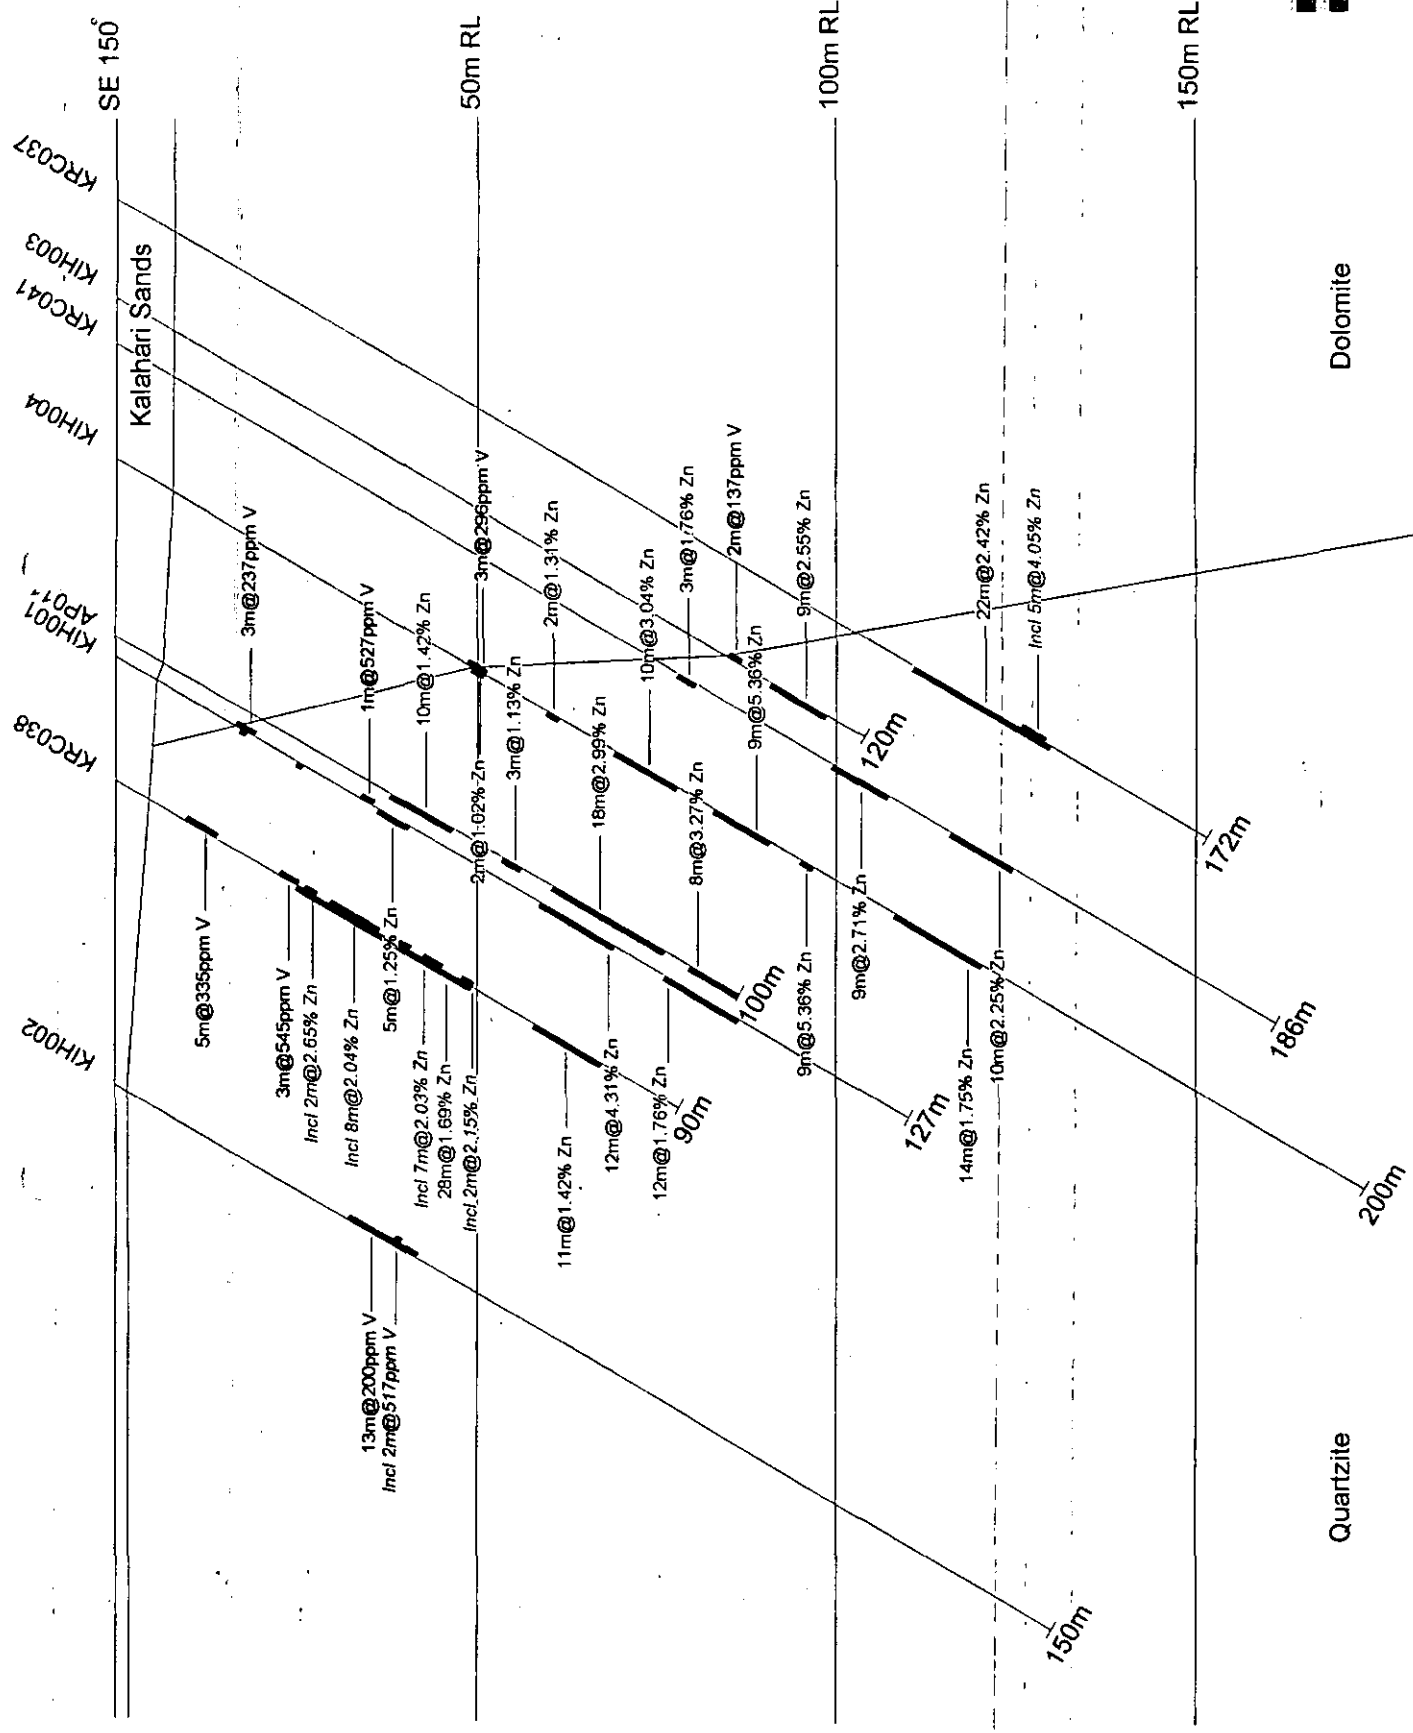 SE 150°
KRC037
KIH003
KRC041
KIH004
KIH001
KRC038
KIH002
Kalahari Sands
50m RL
100m RL
150m RL
3m@237ppm V
1m@527ppm V
10m@1.42% Zn
3m@296ppm V
2m@1.31% Zn
3m@1.13% Zn
10m@3.04% Zn
3m@1.76% Zn
2m@137ppm V
9m@2.55% Zn
22m@2.42% Zn
Incl 5m@4.05% Zn
9m@5.36% Zn
18m@2.99% Zn
2m@1.02% Zn
8m@3.27% Zn
5m@335ppm V
3m@545ppm V
Incl 2m@2.65% Zn
Incl 8m@2.04% Zn
5m@1.25% Zn
Incl 7m@2.03% Zn
28m@1.69% Zn
Incl 2m@2.15% Zn
11m@1.42% Zn
12m@4.31% Zn
12m@1.76% Zn
9m@5.36% Zn
9m@2.71% Zn
14m@1.75% Zn
10m@2.25% Zn
13m@200ppm V
Incl 2m@517ppm V
120m
172m
100m
186m
90m
127m
200m
150m
Dolomite
Quartzite